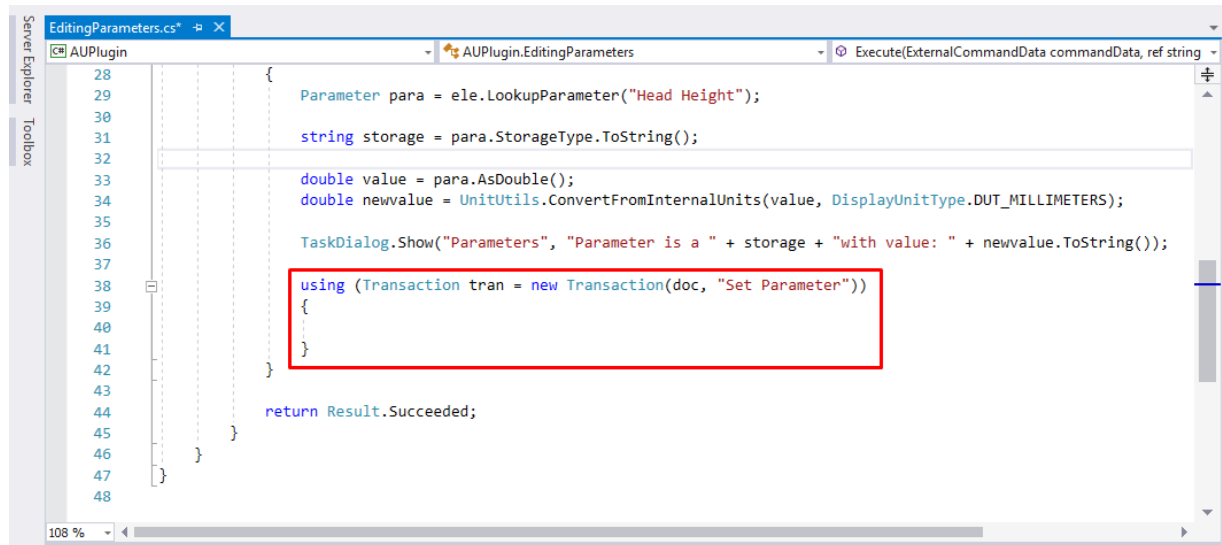 Server Explorer
Toolbox
EditingParameters.cs*
C# AUPlugin AUPlugin.EditingParameters Execute(ExternalCommandData commandData, ref string
28 {
29 Parameter para = ele.LookupParameter("Head Height");
30
31 string storage = para.StorageType.ToString();
32
33 double value = para.AsDouble();
34 double newvalue = UnitUtils.ConvertFromInternalUnits(value, DisplayUnitType.DUT_MILLIMETERS);
35
36 TaskDialog.Show("Parameters", "Parameter is a " + storage + "with value: " + newvalue.ToString());
37
38 using (Transaction tran = new Transaction(doc, "Set Parameter"))
39 {
40
41 }
42 }
43
44 return Result.Succeeded;
45 }
46 }
47 }
48
108 %